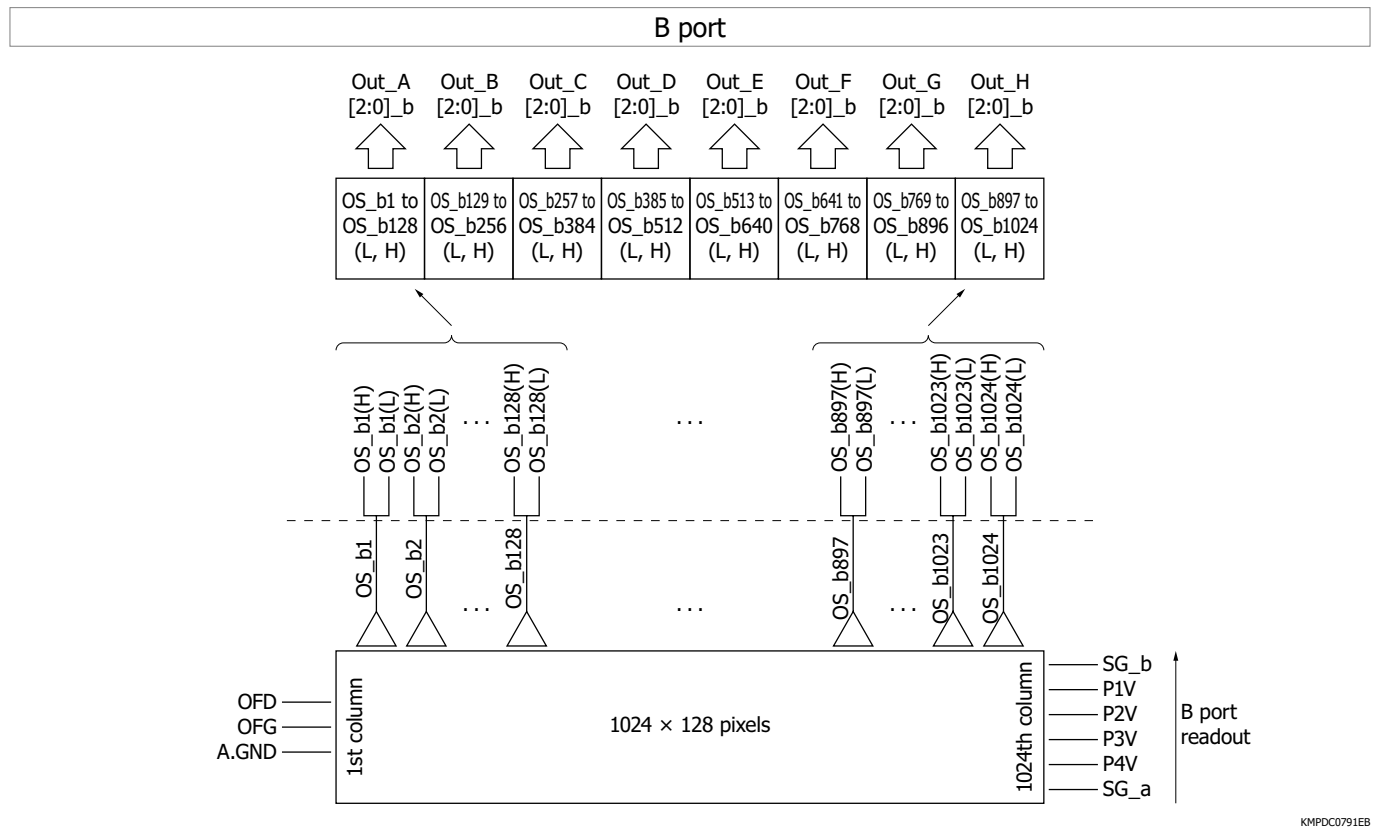 B port
Out_A Out_B Out_C Out_D Out_E Out_F Out_G Out_H
[2:0]_b [2:0]_b [2:0]_b [2:0]_b [2:0]_b [2:0]_b [2:0]_b [2:0]_b
OS_b1 to OS_b129 to OS_b257 to OS_b385 to OS_b513 to OS_b641 to OS_b769 to OS_b897 to
OS_b128 OS_b256 OS_b384 OS_b512 OS_b640 OS_b768 OS_b896 OS_b1024
(L, H) (L, H) (L, H) (L, H) (L, H) (L, H) (L, H) (L, H)
OS_b1(H)
OS_b1(L)
OS_b2(H)
OS_b2(L)
. . .
OS_b128(H)
OS_b128(L)
. . .
OS_b897(H)
OS_b897(L)
. . .
OS_b1023(H)
OS_b1023(L)
OS_b1024(H)
OS_b1024(L)
OS_b1
OS_b2
. . .
OS_b128
. . .
OS_b897
. . .
OS_b1023
OS_b1024
OFD
OFG
A.GND
1st column
1024 × 128 pixels
1024th column
SG_b
P1V
P2V
P3V
P4V
SG_a
B port
readout
KMPDC0791EB